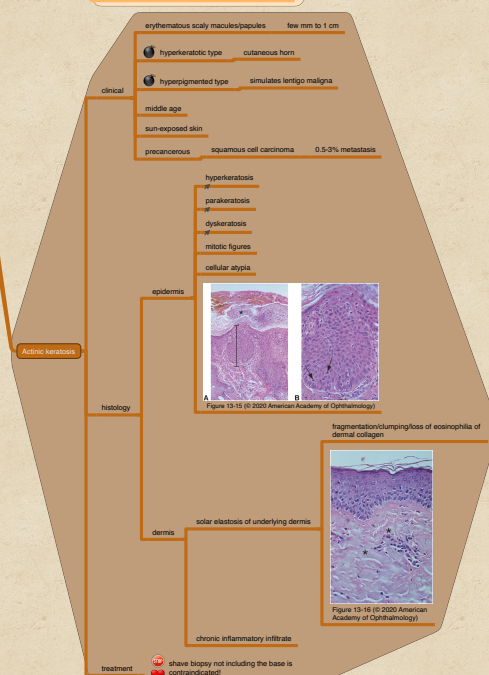 Actinic keratosis
clinical
erythematous scaly macules/papules
few mm to 1 cm
hyperkeratotic type
cutaneous horn
hyperpigmented type
simulates lentigo maligna
middle age
sun-exposed skin
precancerous
squamous cell carcinoma
0.5-3% metastasis
histology
epidermis
hyperkeratosis
parakeratosis
dyskeratosis
mitotic figures
cellular atypia
*
A
B
Figure 13-15 (© 2020 American Academy of Ophthalmology)
dermis
solar elastosis of underlying dermis
fragmentation/clumping/loss of eosinophilia of
dermal collagen
*
*
Figure 13-16 (© 2020 American
Academy of Ophthalmology)
chronic inflammatory infiltrate
treatment
STOP
shave biopsy not including the base is
contraindicated!